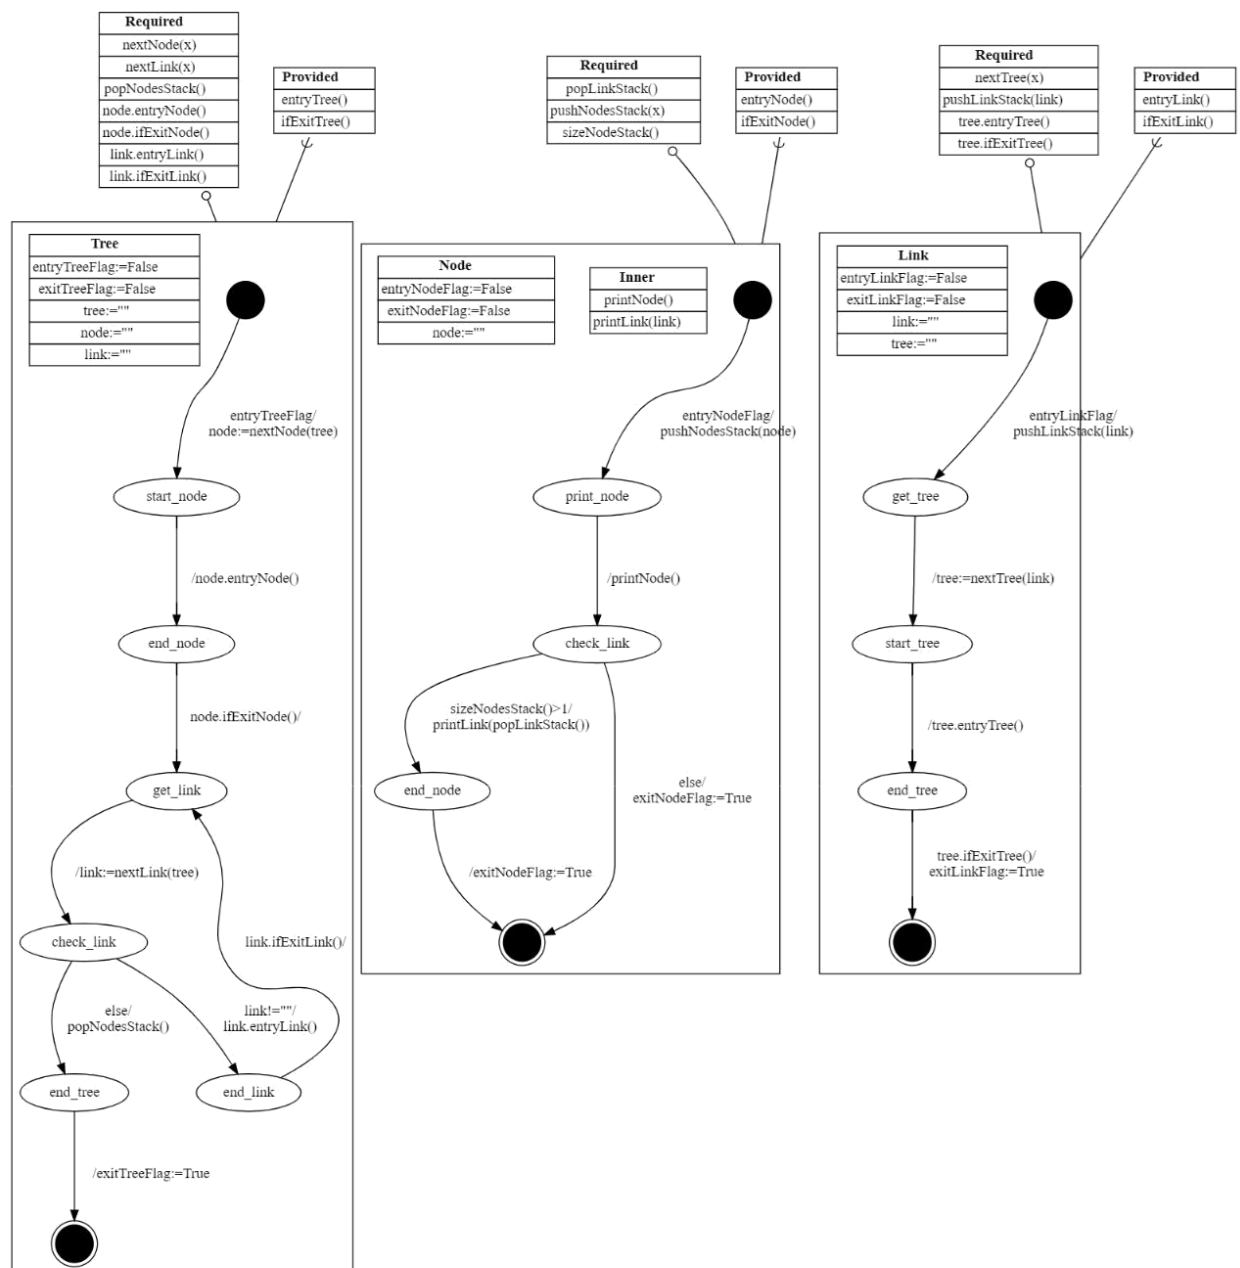 Required
nextNode(x)
nextLink(x)
popNodesStack()
node.entryNode()
node.ifExitNode()
link.entryLink()
link.ifExitLink()
Provided
entryTree()
ifExitTree()
Required
popLinkStack()
pushNodesStack(x)
sizeNodeStack()
Provided
entryNode()
ifExitNode()
Required
nextTree(x)
pushLinkStack(link)
tree.entryTree()
tree.ifExitTree()
Provided
entryLink()
ifExitLink()
Tree
entryTreeFlag:=False
exitTreeFlag:=False
tree:=""
node:=""
link:=""
entryTreeFlag/
node:=nextNode(tree)
start_node
/node.entryNode()
end_node
node.ifExitNode()/
get_link
/link:=nextLink(tree)
check_link
link.ifExitLink()/
else/
popNodesStack()
link!=""/
link.entryLink()
end_tree
end_link
/exitTreeFlag:=True
Node
entryNodeFlag:=False
exitNodeFlag:=False
node:=""
Inner
printNode()
printLink(link)
entryNodeFlag/
pushNodesStack(node)
print_node
/printNode()
check_link
sizeNodesStack()>1/
printLink(popLinkStack())
else/
exitNodeFlag:=True
end_node
/exitNodeFlag:=True
Link
entryLinkFlag:=False
exitLinkFlag:=False
link:=""
tree:=""
entryLinkFlag/
pushLinkStack(link)
get_tree
/tree:=nextTree(link)
start_tree
/tree.entryTree()
end_tree
tree.ifExitTree()/
exitLinkFlag:=True